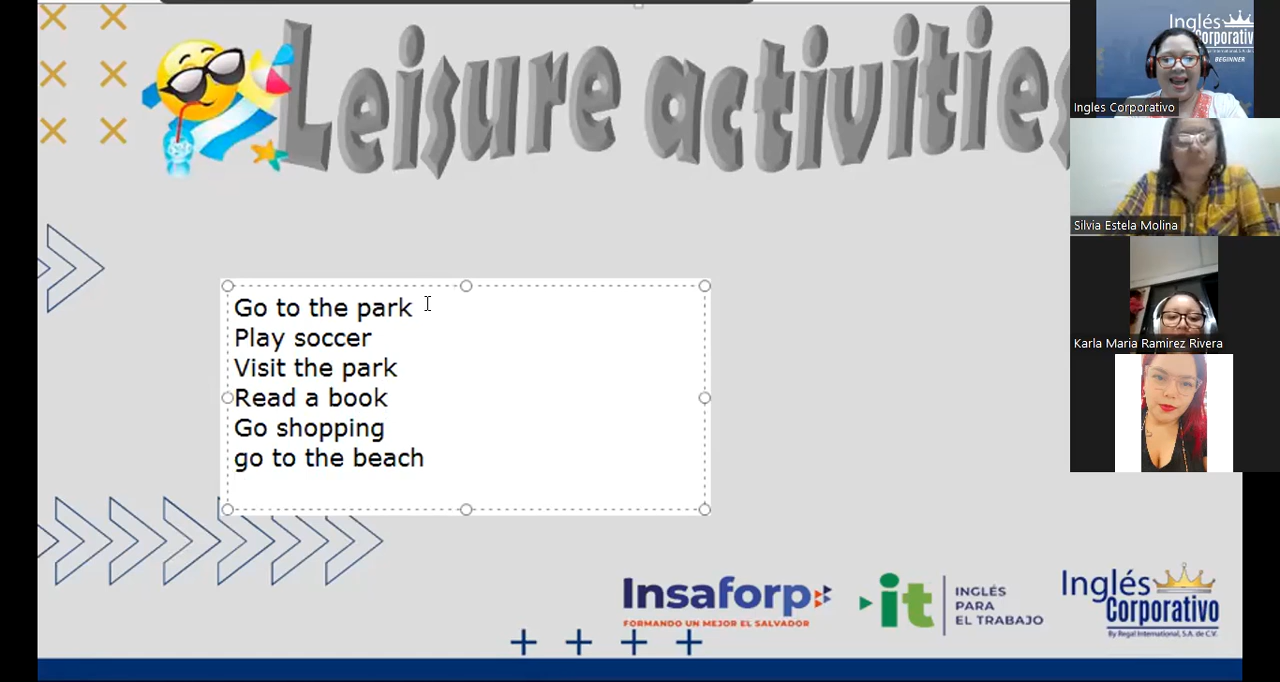 Leisure activities
Go to the park
Play soccer
Visit the park
Read a book
Go shopping
go to the beach
Insaforp
FORMANDO UN MEJOR EL SALVADOR
it
INGLÉS
PARA
EL TRABAJO
Inglés
Corporativo
By Regal International, S.A. de C.V.
Inglés
Corporativ
BEGINNER
Ingles Corporativo
Silvia Estela Molina
Karla Maria Ramirez Rivera